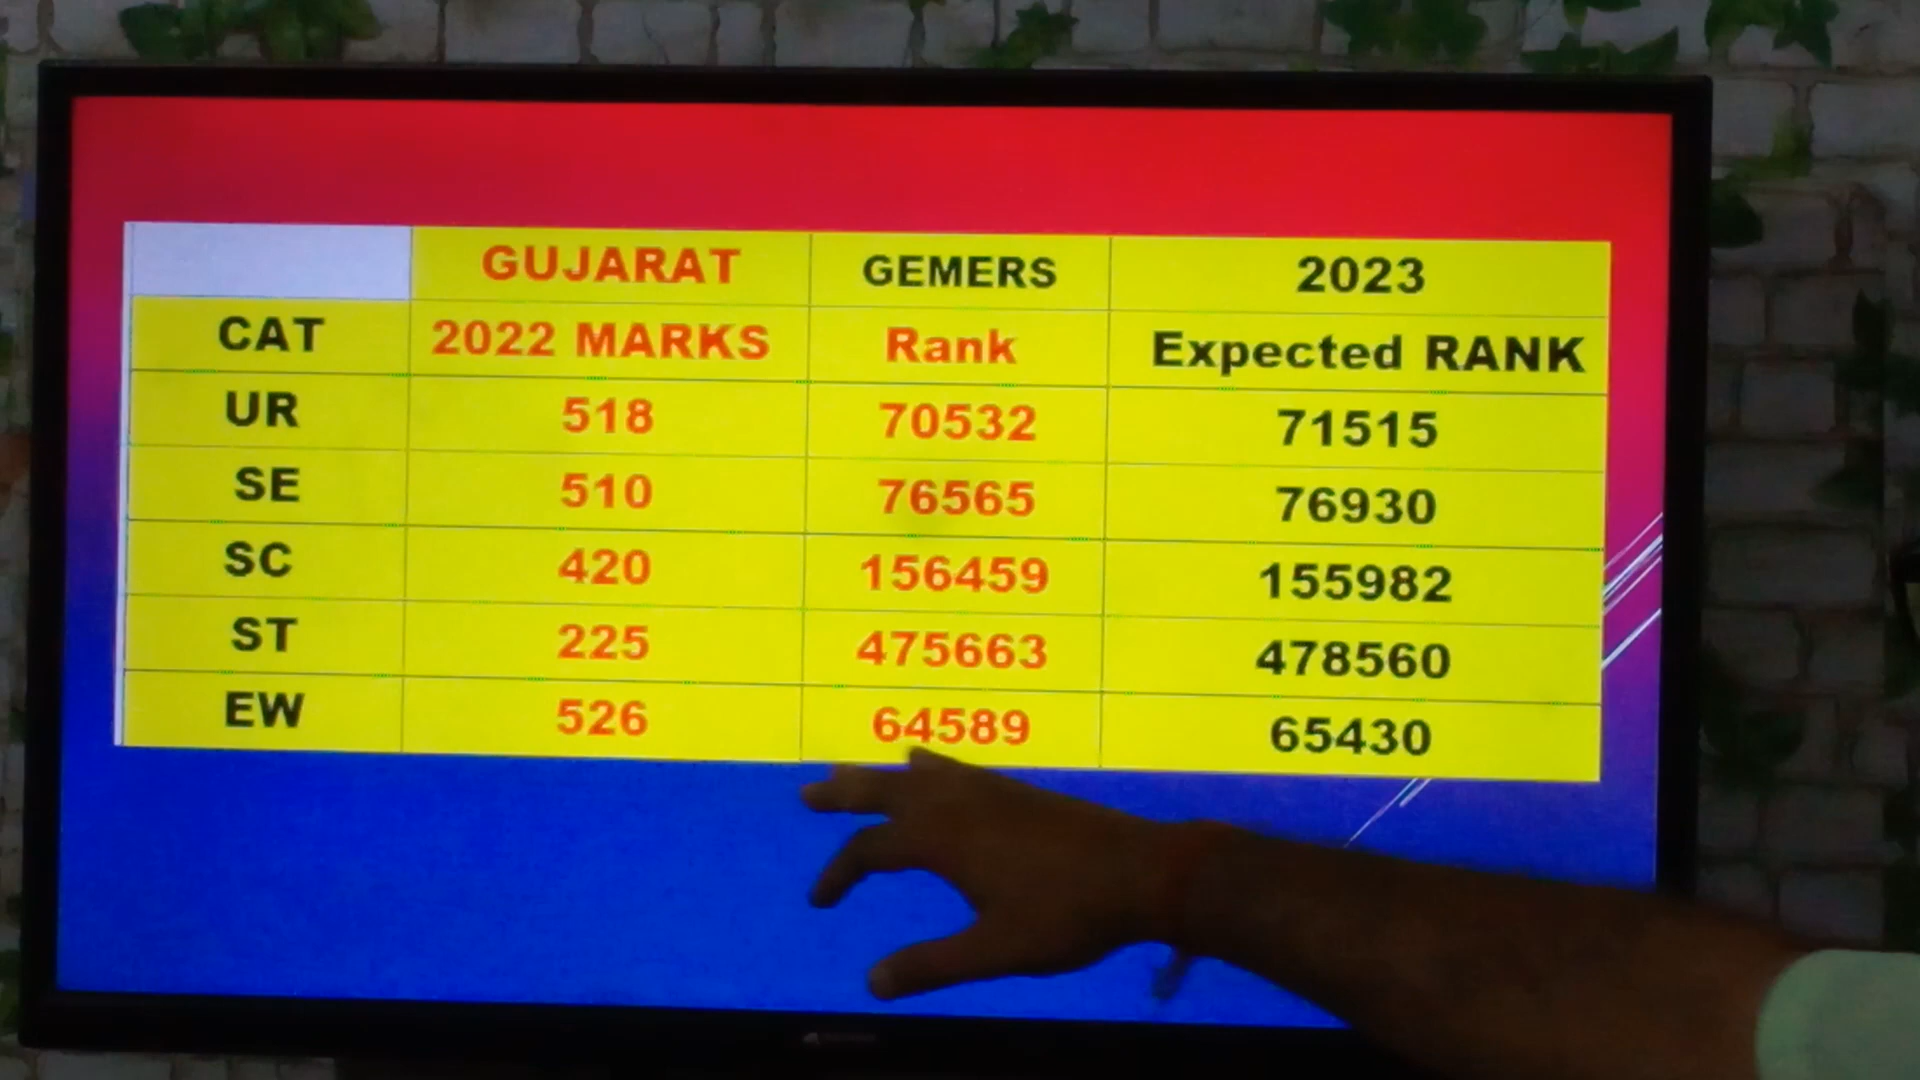 GUJARAT GEMERS 2023
CAT 2022 MARKS Rank Expected RANK
UR 518 70532 71515
SE 510 76565 76930
SC 420 156459 155982
ST 225 475663 478560
EW 526 64589 65430